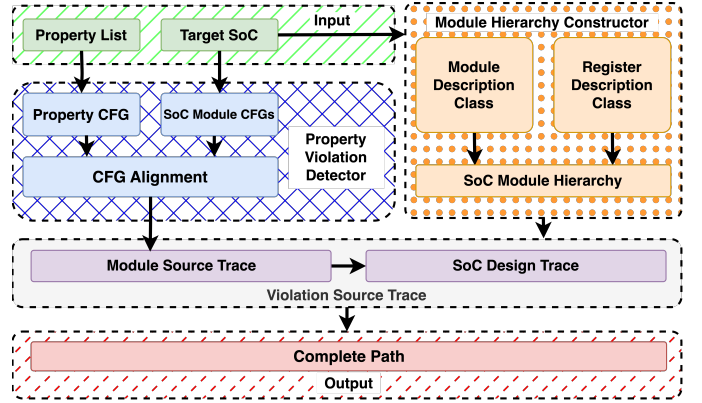 Input
Property List
Target SoC
Module Hierarchy Constructor
Module
Description
Class
Register
Description
Class
SoC Module Hierarchy
Property CFG
SoC Module CFGs
CFG Alignment
Property
Violation
Detector
Module Source Trace
SoC Design Trace
Violation Source Trace
Complete Path
Output